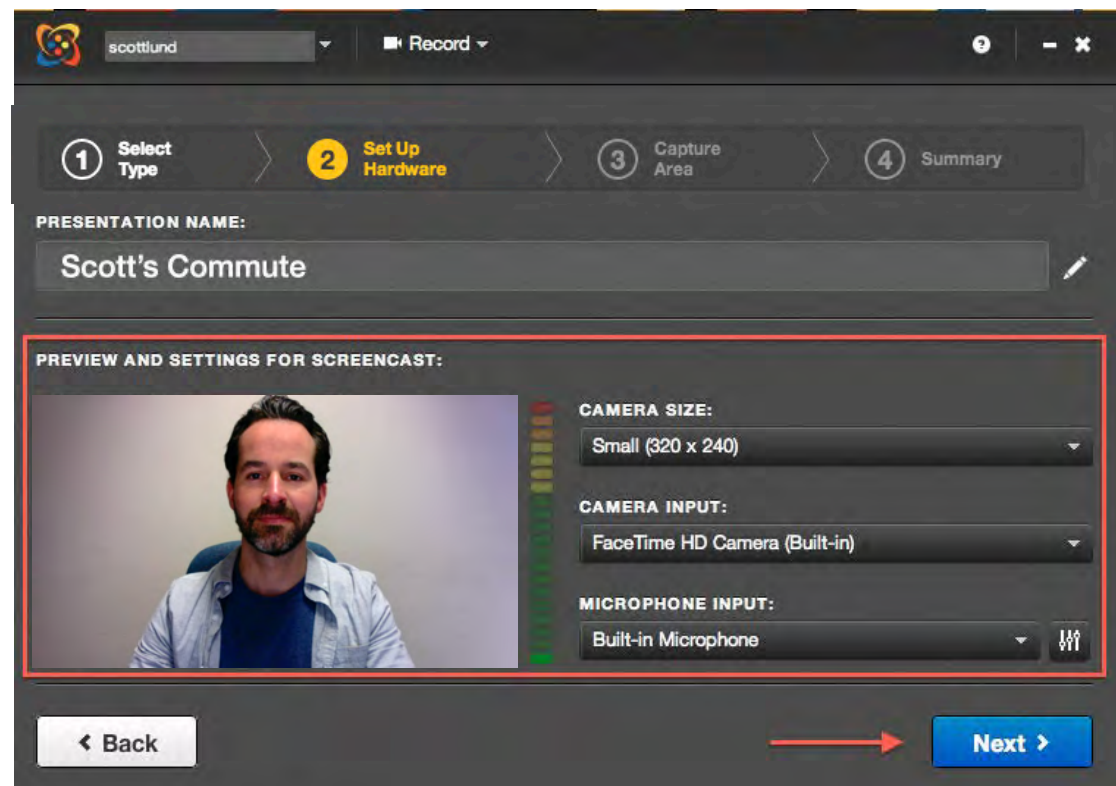 scottlund
Record
?
1
Select
Type
2
Set Up
Hardware
3
Capture
Area
4
Summary
PRESENTATION NAME:
Scott's Commute
PREVIEW AND SETTINGS FOR SCREENCAST:
CAMERA SIZE:
Small (320 x 240)
CAMERA INPUT:
FaceTime HD Camera (Built-in)
MICROPHONE INPUT:
Built-in Microphone
Back
Next